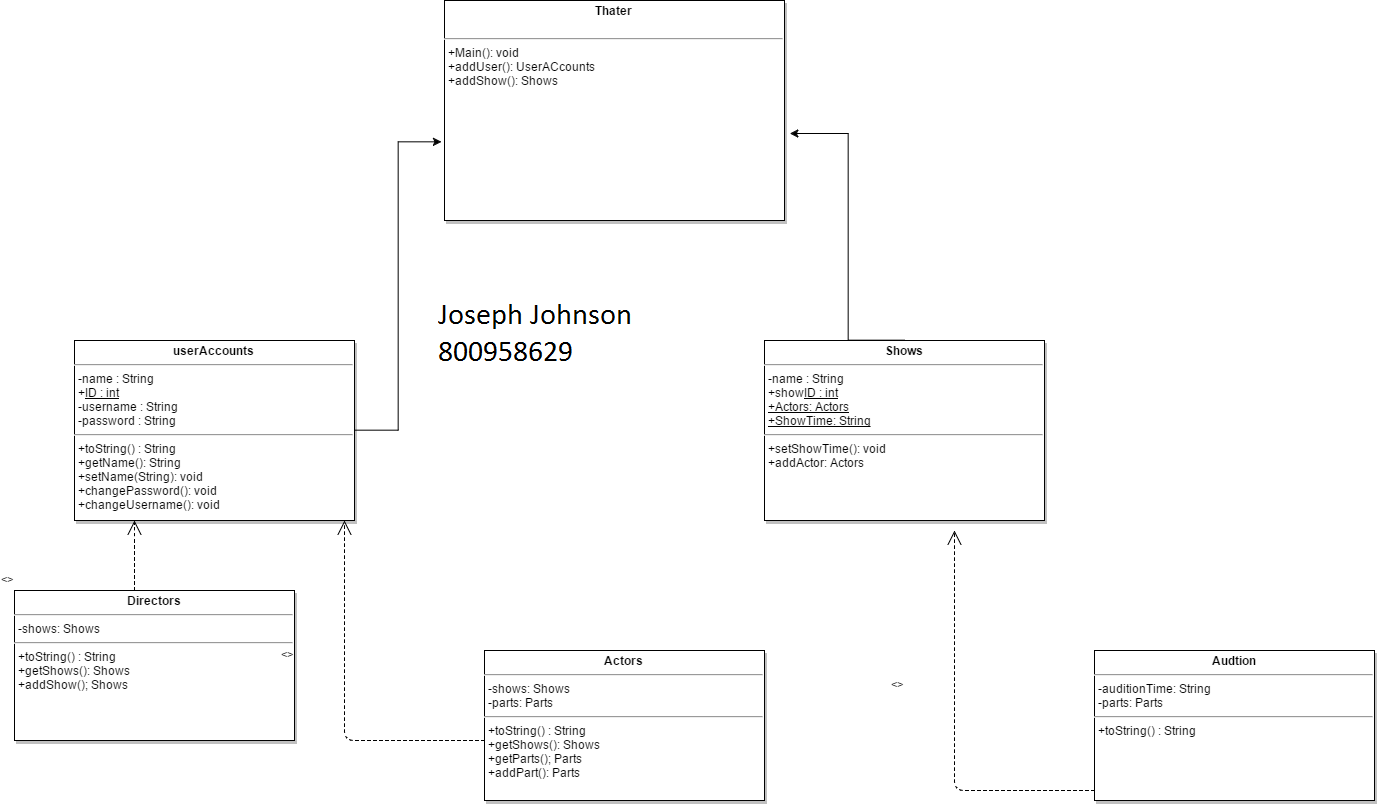 Thater
+Main(): void
+addUser(): UserACcounts
+addShow(): Shows
Joseph Johnson
800958629
userAccounts
-name : String
+ID : int
-username : String
-password : String
+toString() : String
+getName(): String
+setName(String): void
+changePassword(): void
+changeUsername(): void
Shows
-name : String
+showID : int
+Actors: Actors
+ShowTime: String
+setShowTime(): void
+addActor: Actors
<>
Directors
-shows: Shows
+toString() : String
+getShows(): Shows
+addShow(); Shows
<>
Actors
-shows: Shows
-parts: Parts
+toString() : String
+getShows(): Shows
+getParts(); Parts
+addPart(): Parts
<>
Audtion
-auditionTime: String
-parts: Parts
+toString() : String